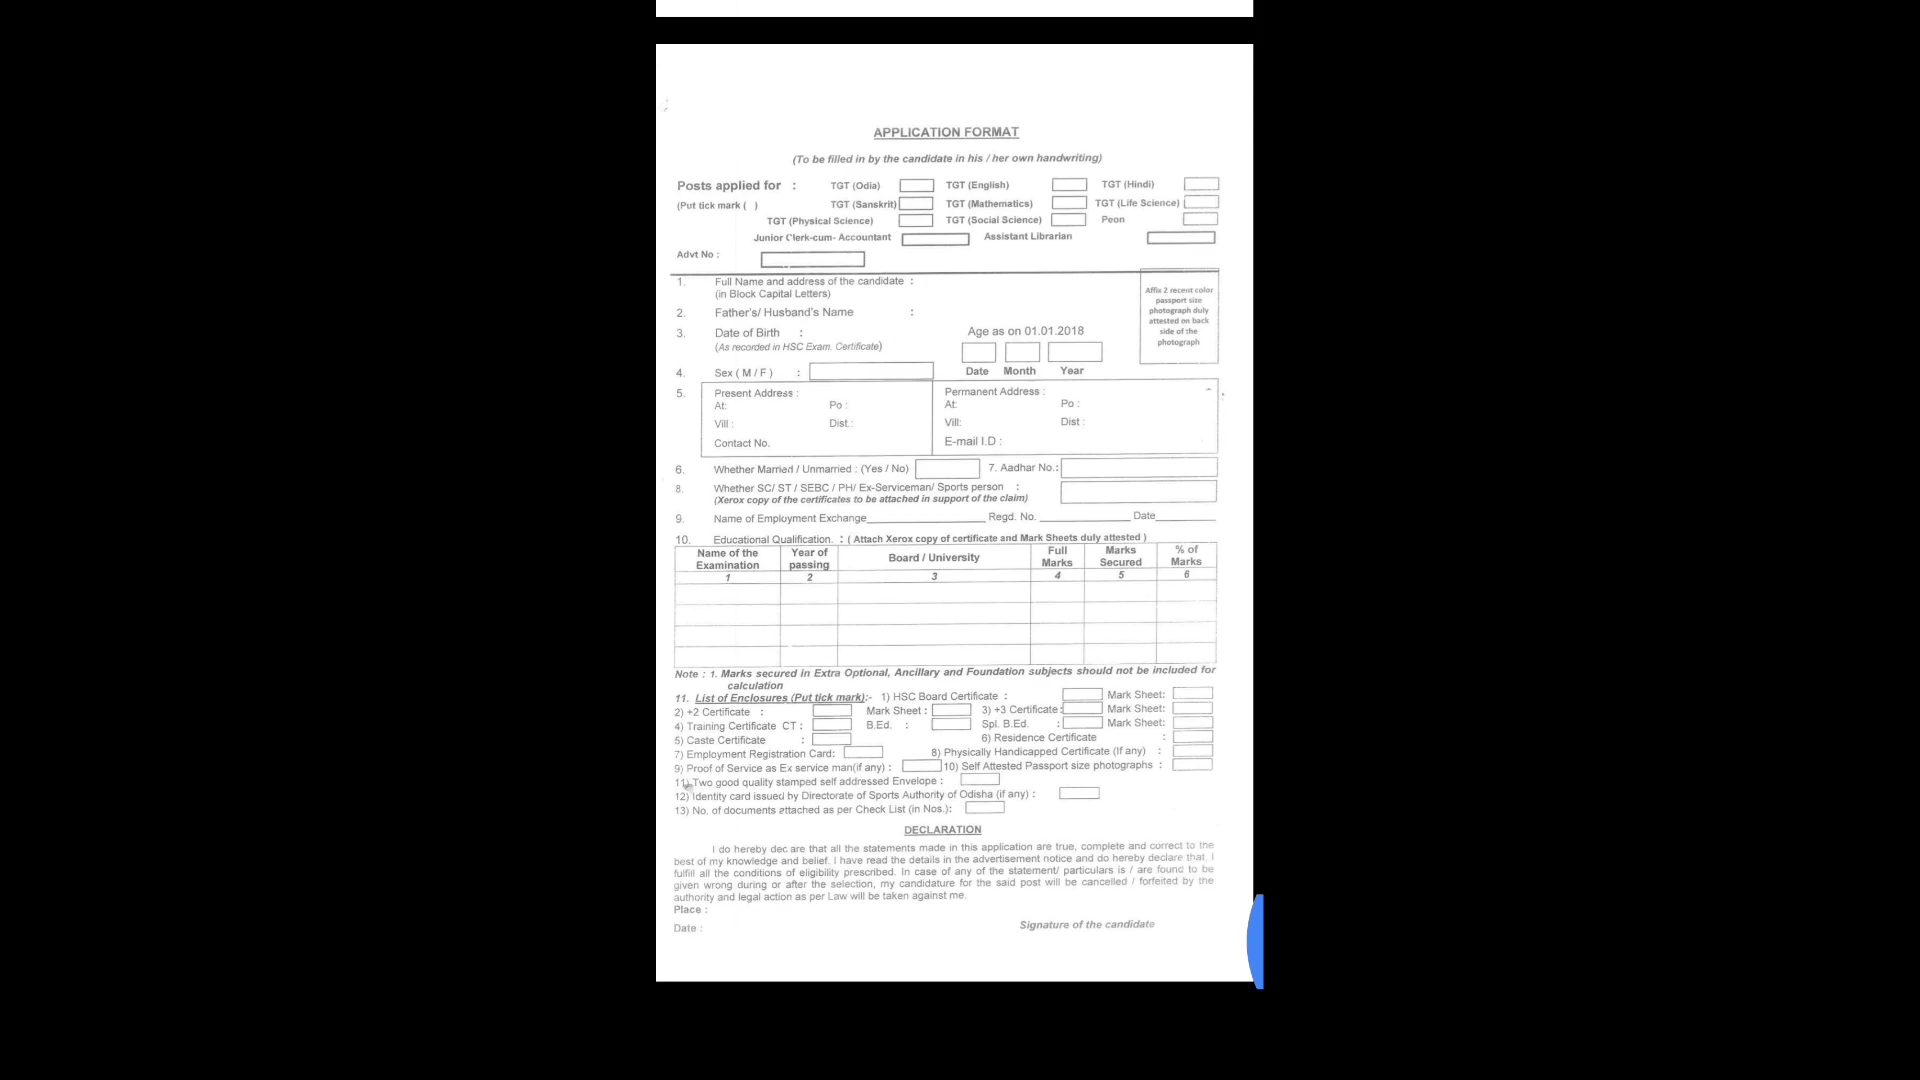 APPLICATION FORMAT
(To be filled in by the candidate in his / her own handwriting)
Posts applied for : TGT (Odia) TGT (English) TGT (Hindi)
(Put tick mark ( ) TGT (Sanskrit) TGT (Mathematics) TGT (Life Science)
TGT (Physical Science) TGT (Social Science) Peon
Junior Clerk-cum- Accountant Assistant Librarian
Advt No :
1. Full Name and address of the candidate :
(in Block Capital Letters)
Affix 2 recent color
passport size
photograph duly
attested on back
side of the
photograph
2. Father's/ Husband's Name :
3. Date of Birth : Age as on 01.01.2018
(As recorded in HSC Exam. Certificate)
4. Sex ( M / F ) : Date Month Year
5. Present Address : Permanent Address :
At: Po : At: Po :
Vill : Dist.: Vill: Dist :
Contact No. E-mail I.D :
6. Whether Married / Unmarried : (Yes / No) 7. Aadhar No.:
8. Whether SC/ ST / SEBC / PH/ Ex-Serviceman/ Sports person :
(Xerox copy of the certificates to be attached in support of the claim)
9. Name of Employment Exchange____ Regd. No. ____ Date____
10. Educational Qualification. : ( Attach Xerox copy of certificate and Mark Sheets duly attested )
Name of the Examination Year of passing Board / University Full Marks Marks Secured % of Marks
1 2 3 4 5 6
Note : 1. Marks secured in Extra Optional, Ancillary and Foundation subjects should not be included for
calculation
11. List of Enclosures (Put tick mark):- 1) HSC Board Certificate : Mark Sheet:
2) +2 Certificate : Mark Sheet : 3) +3 Certificate: Mark Sheet:
4) Training Certificate CT : B.Ed. : Spl. B.Ed. : Mark Sheet:
5) Caste Certificate : 6) Residence Certificate :
7) Employment Registration Card: 8) Physically Handicapped Certificate (If any) :
9) Proof of Service as Ex service man(if any) : 10) Self Attested Passport size photographs :
11) Two good quality stamped self addressed Envelope :
12) Identity card issued by Directorate of Sports Authority of Odisha (if any) :
13) No. of documents attached as per Check List (in Nos.):
DECLARATION
I do hereby dec are that all the statements made in this application are true, complete and correct to the
best of my knowledge and belief. I have read the details in the advertisement notice and do hereby declare that. I
fulfill all the conditions of eligibility prescribed. In case of any of the statement/ particulars is / are found to be
given wrong during or after the selection, my candidature for the said post will be cancelled / forfeited by the
authority and legal action as per Law will be taken against me.
Place :
Date : Signature of the candidate